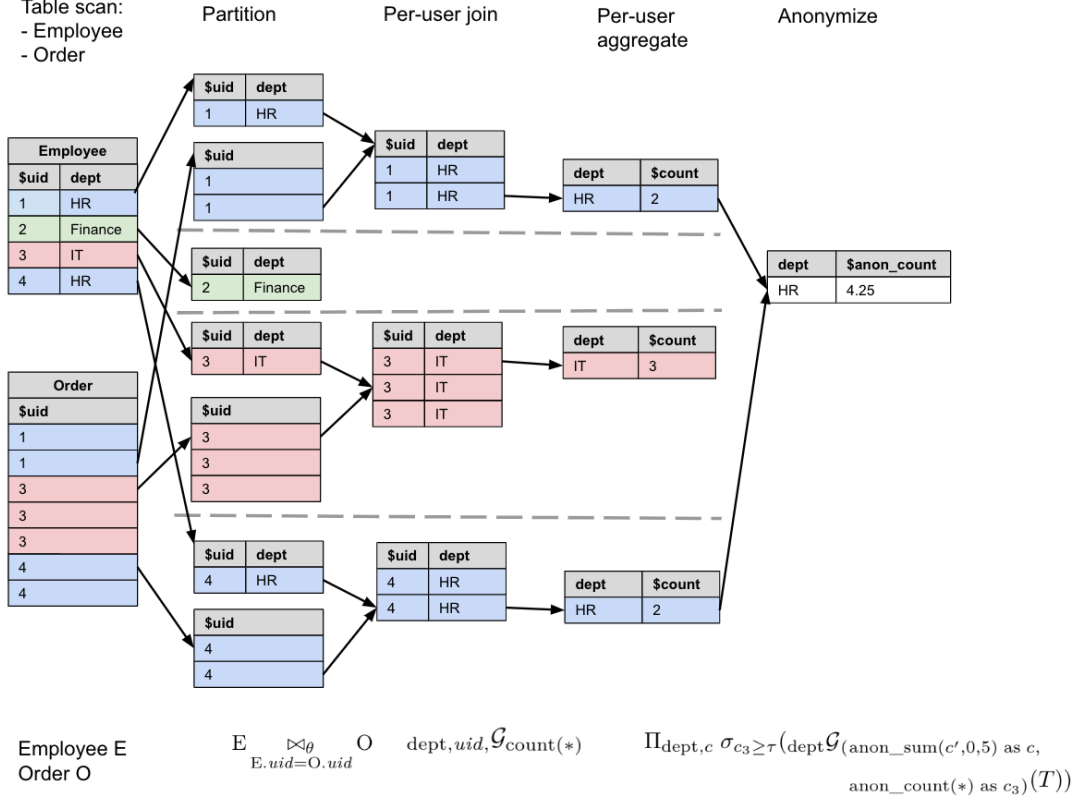 Table scan:
- Employee
- Order
Partition
Per-user join
Per-user
aggregate
Anonymize
Employee
$uid dept
1 HR
2 Finance
3 IT
4 HR
Order
$uid
1
1
3
3
3
4
4
$uid dept
1 HR
$uid
1
1
$uid dept
2 Finance
$uid dept
3 IT
$uid
3
3
3
$uid dept
4 HR
$uid
4
4
$uid dept
1 HR
1 HR
$uid dept
3 IT
3 IT
3 IT
$uid dept
4 HR
4 HR
dept $count
HR 2
dept $count
IT 3
dept $count
HR 2
dept $anon_count
HR 4.25
Employee E
Order O
E ⋈θ O
E.uid=O.uid
dept,uid,𝒢count(*)
Πdept,c σc₃≥τ(dept𝒢(anon_sum(c′,0,5) as c,
anon_count(*) as c₃)(T))